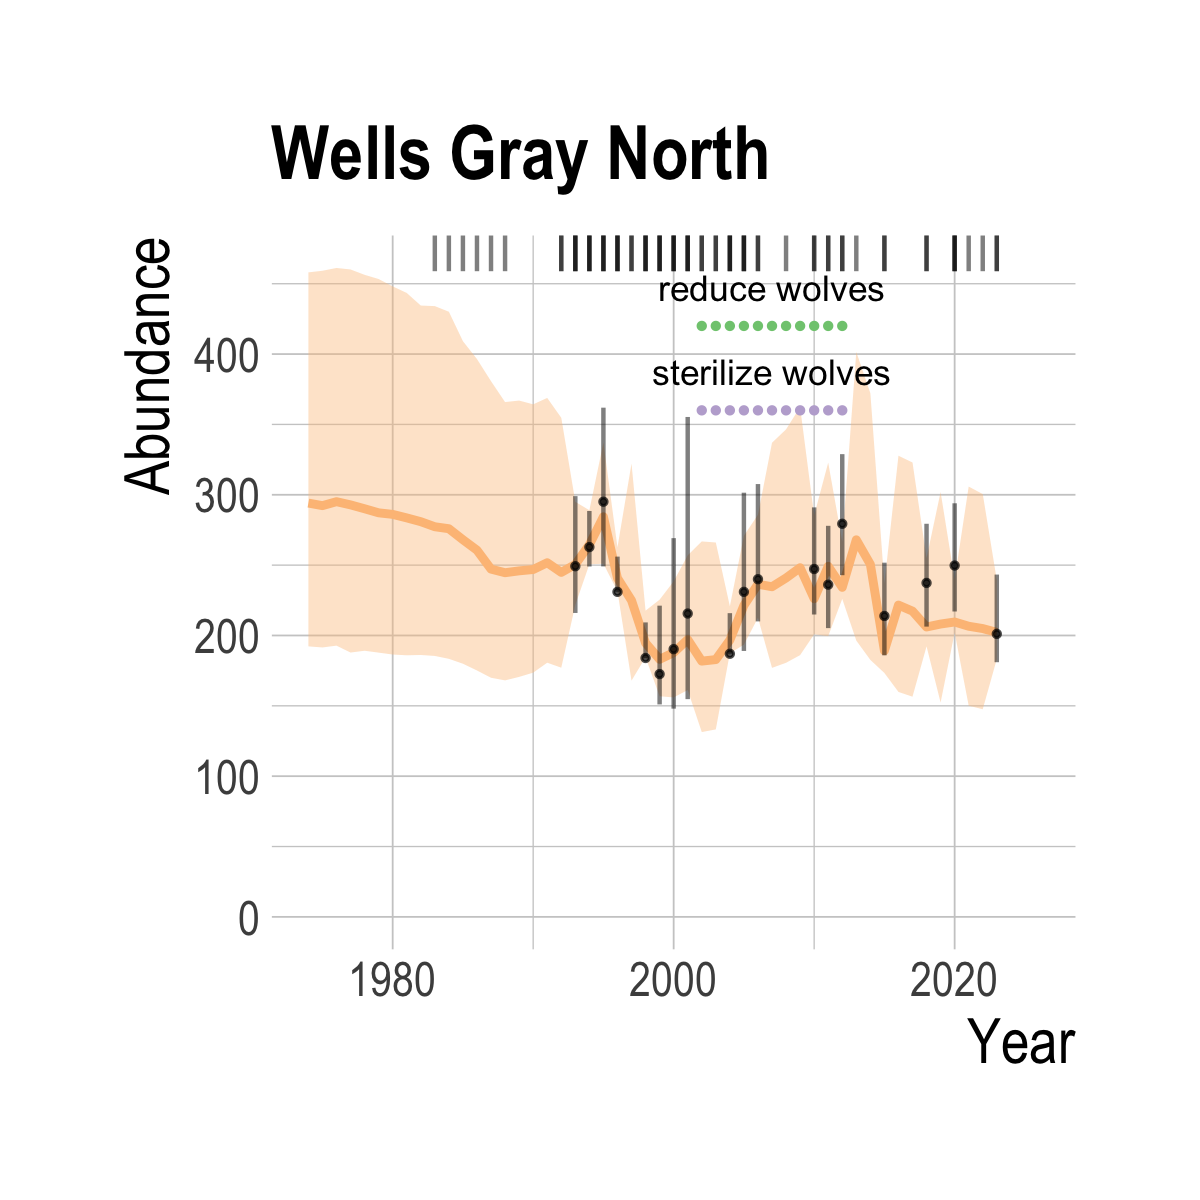 Wells Gray North
Abundance
reduce wolves
400
sterilize wolves
300
200
100
0
1980 2000 2020
Year